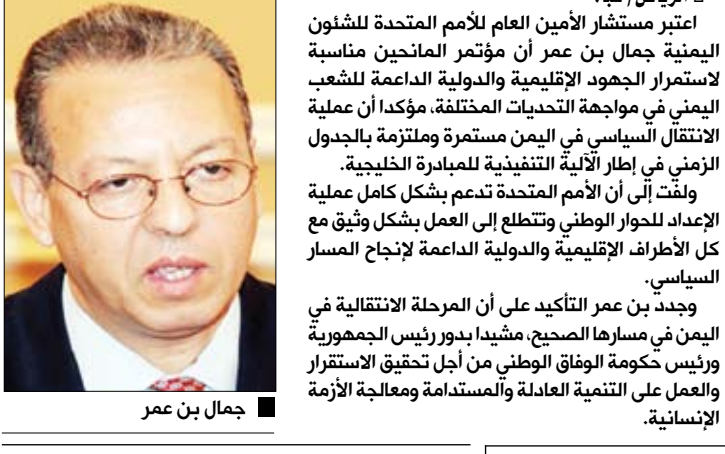 اعتبر مستشار الأمين العام للأمم المتحدة للشئون
اليمنية جمال بن عمر أن مؤتمر المانحين مناسبة
لاستمرار الجهود الإقليمية والدولية الداعمة للشعب
اليمني في مواجهة التحديات المختلفة، مؤكدا أن عملية
الانتقال السياسي في اليمن مستمرة وملتزمة بالجدول
الزمني في إطار الآلية التنفيذية للمبادرة الخليجية.
ولفت إلى أن الأمم المتحدة تدعم بشكل كامل عملية
الإعداد للحوار الوطني وتتطلع إلى العمل بشكل وثيق مع
كل الأطراف الإقليمية والدولية الداعمة لإنجاح المسار
السياسي.
وجدد بن عمر التأكيد على أن المرحلة الانتقالية في
اليمن في مسارها الصحيح، مشيدا بدور رئيس الجمهورية
ورئيس حكومة الوفاق الوطني من أجل تحقيق الاستقرار
والعمل على التنمية العادلة والمستدامة ومعالجة الأزمة
الإنسانية.
جمال بن عمر